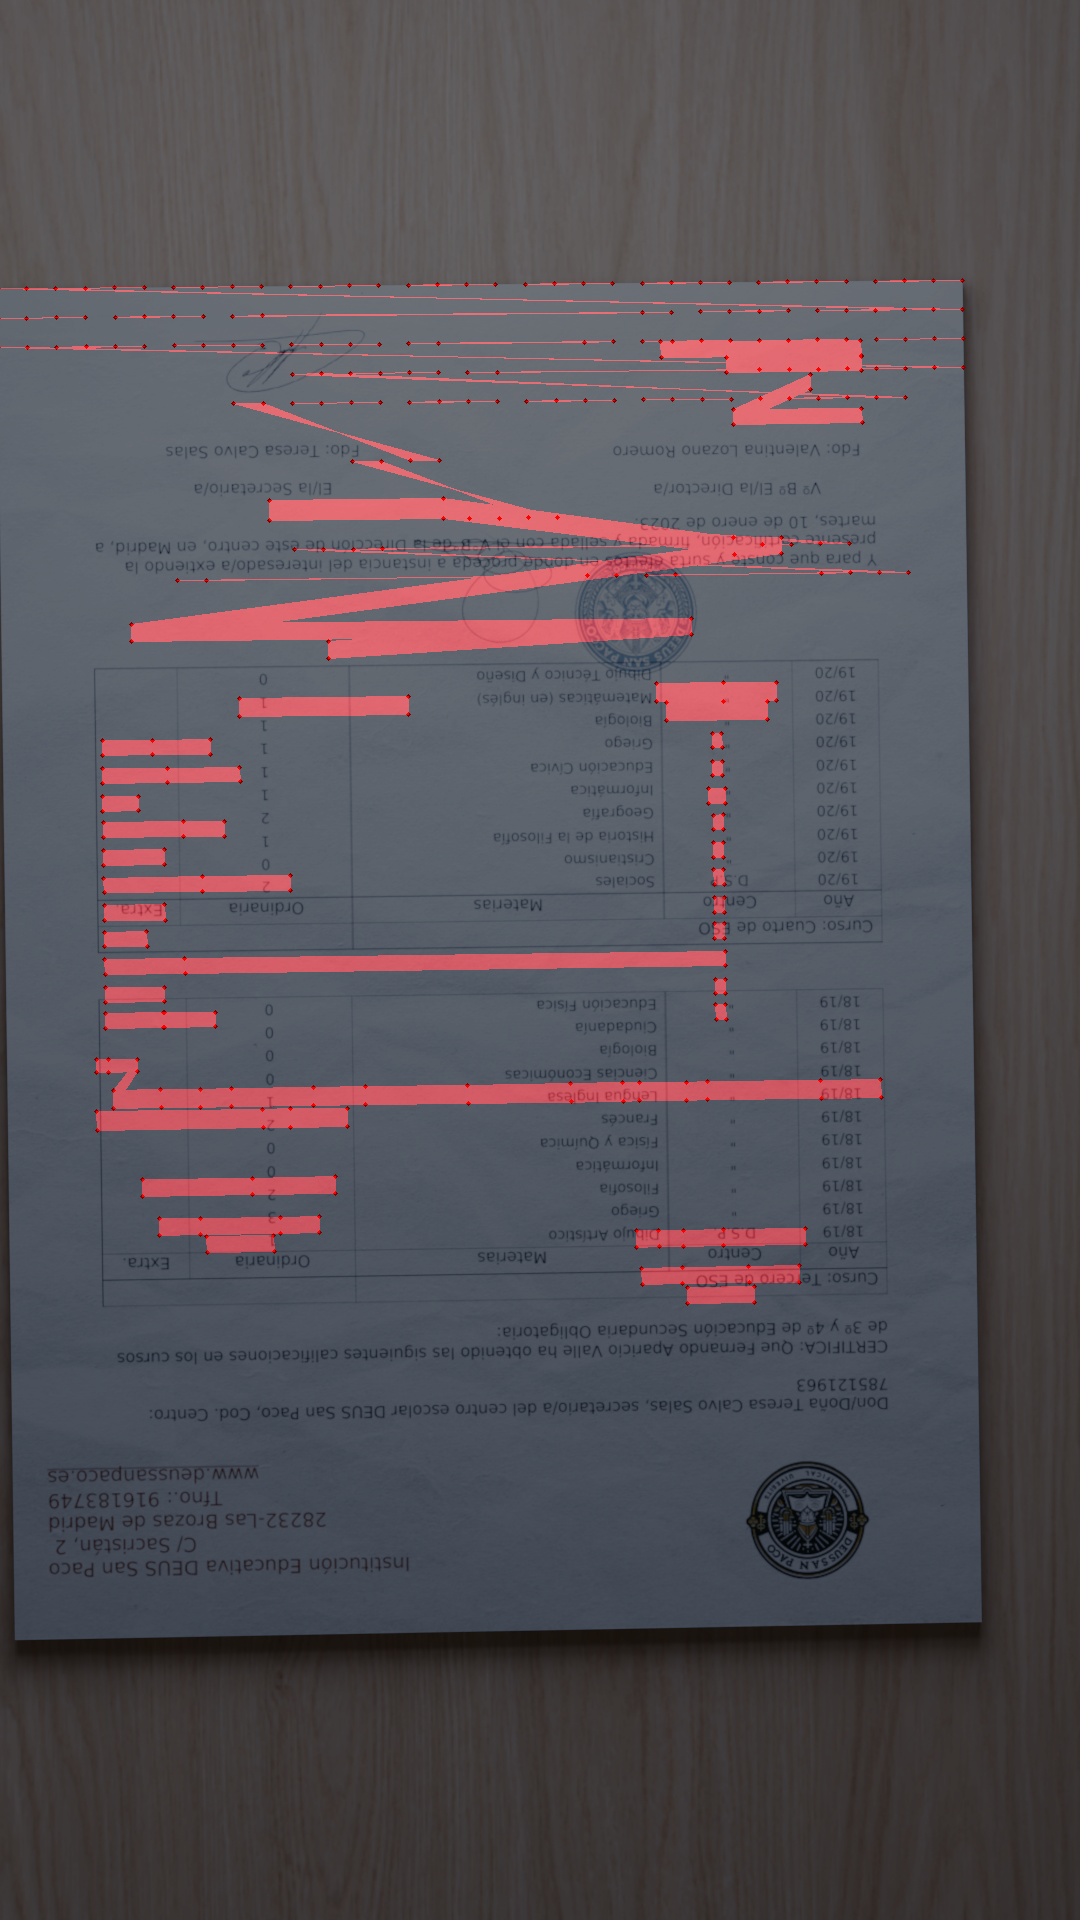 Institución Educativa DEUS San Paco
C/ Sacristán, 2
28232-Las Brozas de Madrid
Tfno.: 916183749
www.deussanpaco.es
DEUS SAN PACO
Don/Doña Teresa Calvo Salas, secretario/a del centro escolar DEUS San Paco, Cod. Centro:
785121963
CERTIFICA: Que Fernando Aparicio Valle ha obtenido las siguientes calificaciones en los cursos
de 3º y 4º de Educación Secundaria Obligatoria:
Curso: Tercero de ESO
Año Centro Materias Ordinaria Extra.
18/19 D.S.P. Dibujo Artístico
18/19 " Griego 3
18/19 " Filosofía 2
18/19 " Informática 0
18/19 " Física y Química 0
18/19 " Francés 2
18/19 " Lengua Inglesa 1
18/19 " Ciencias Económicas 0
18/19 " Biología 0
18/19 " Ciudadanía 0
18/19 " Educación Física 0
Curso: Cuarto de ESO
Año Centro Materias Ordinaria Extra.
19/20 D.S.P. Sociales 2
19/20 " Cristianismo 0
19/20 " Historia de la Filosofía 1
19/20 " Geografía 2
19/20 " Informática 1
19/20 " Educación Cívica 1
19/20 " Griego 1
19/20 " Biología 1
19/20 " Matemáticas (en inglés) 1
19/20 " Dibujo Técnico y Diseño 0
Y para que conste y surta efectos en donde proceda a instancia del interesado/a extiendo la
presente certificación, firmada y sellada con el Vº Bº de la Dirección de este centro, en Madrid, a
martes, 10 de enero de 2023.
Vº Bº El/la Director/a El/la Secretario/a
Fdo: Valentina Lozano Romero Fdo: Teresa Calvo Salas